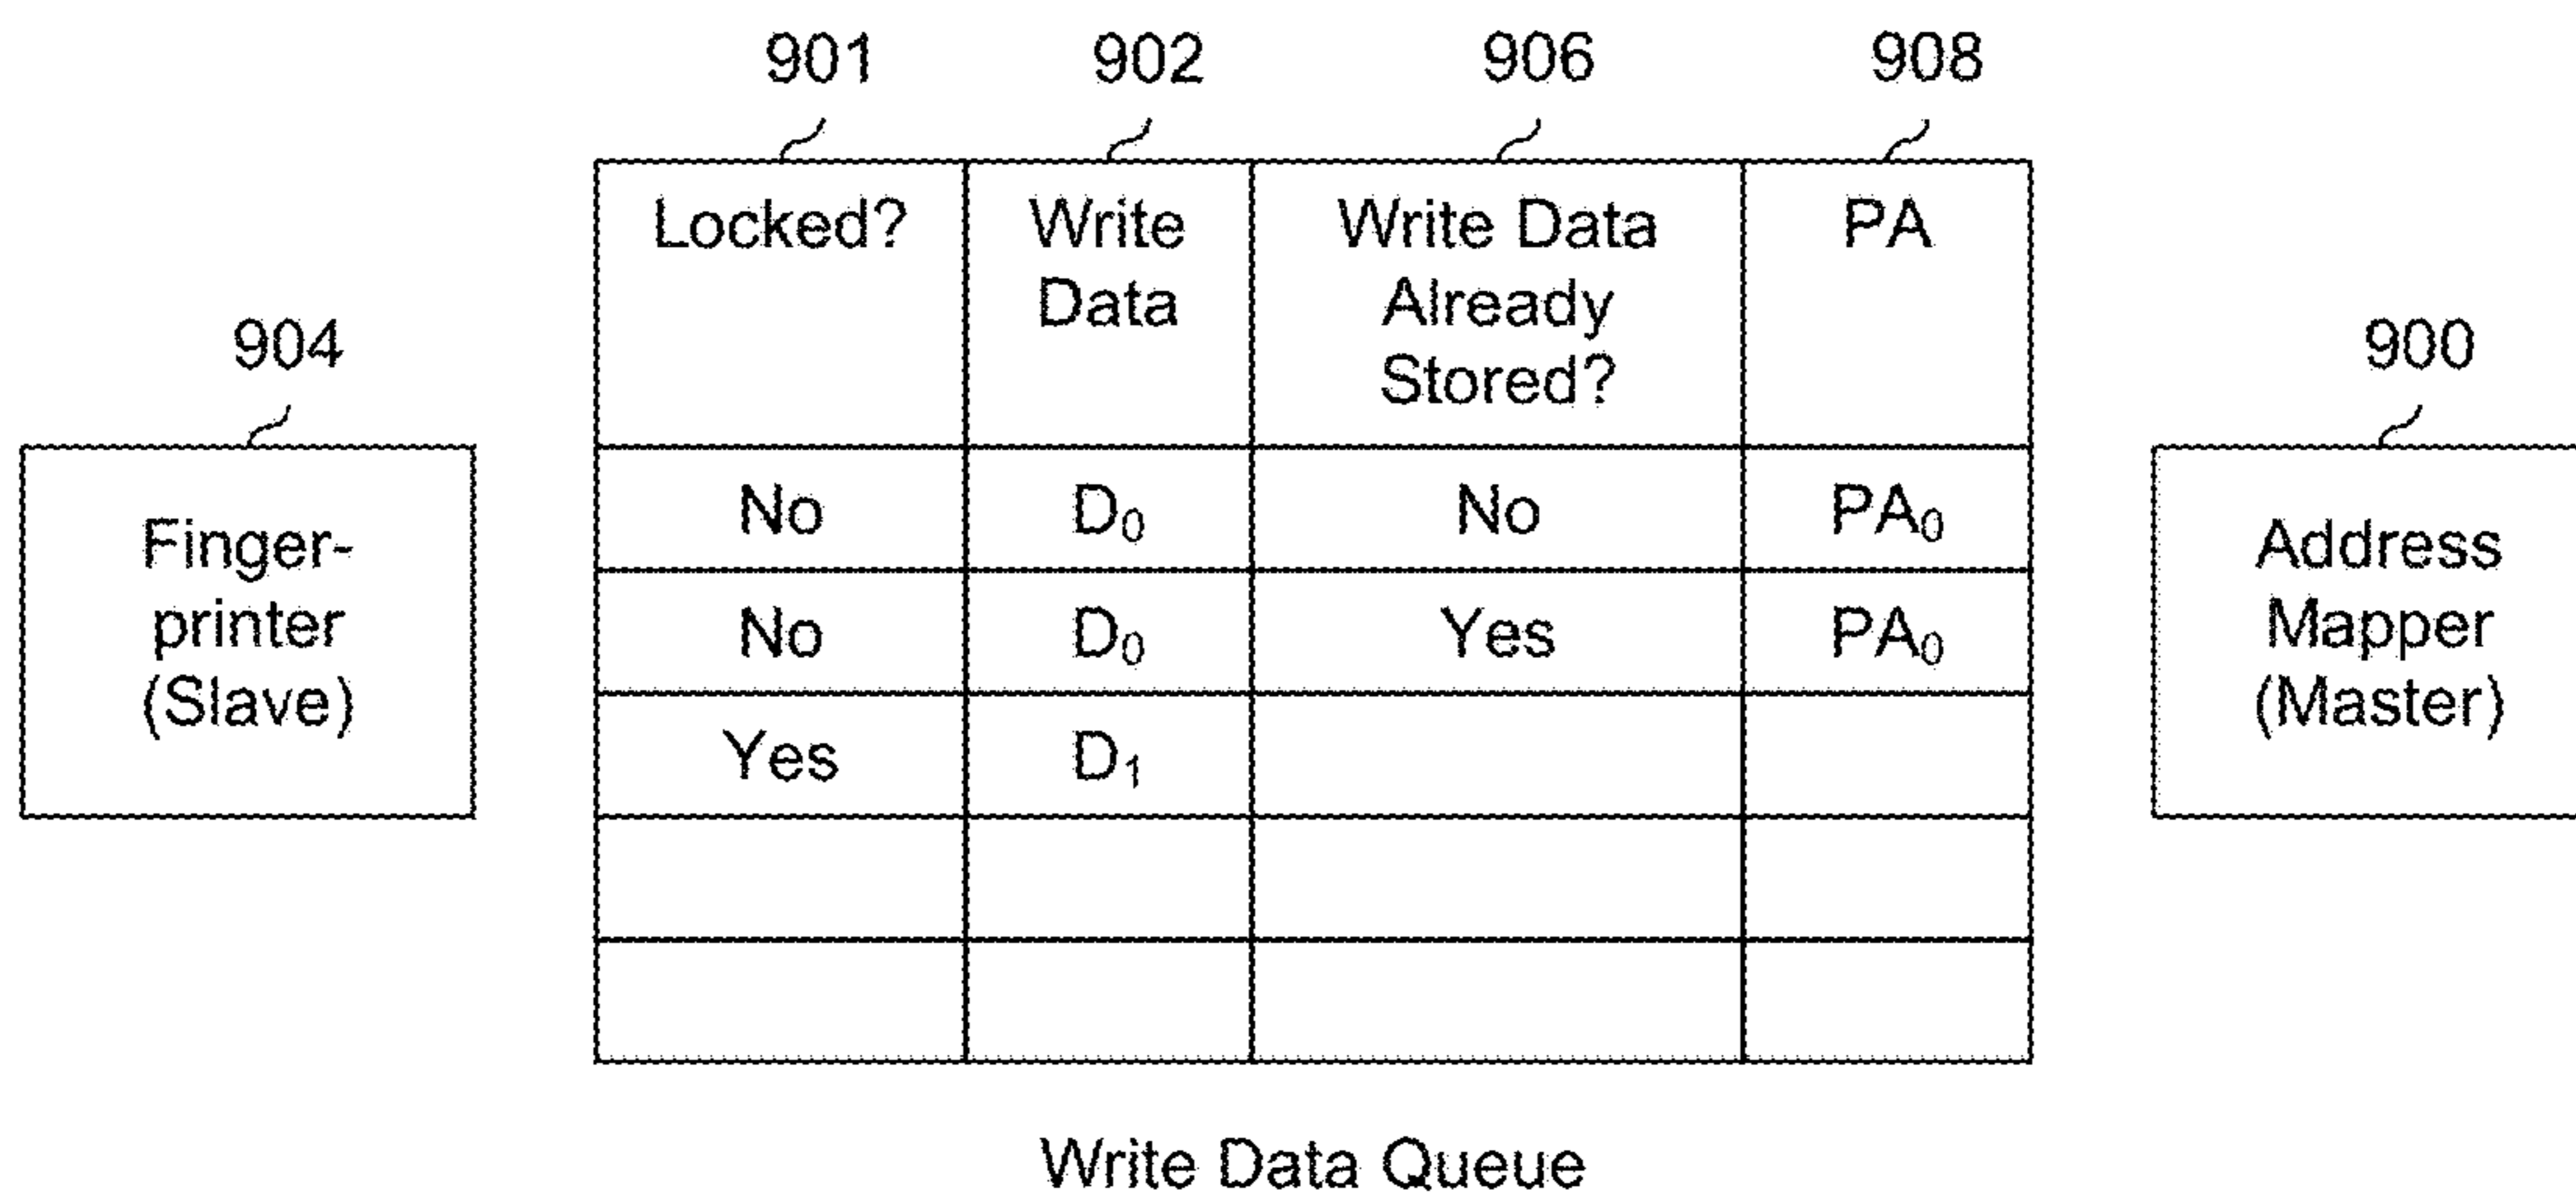 901 902 906 908
Locked? Write Write Data PA
Data Already
Stored?
904
900
Finger-
printer
(Slave)
No D₀ No PA₀
No D₀ Yes PA₀
Yes D₁
Address
Mapper
(Master)
Write Data Queue